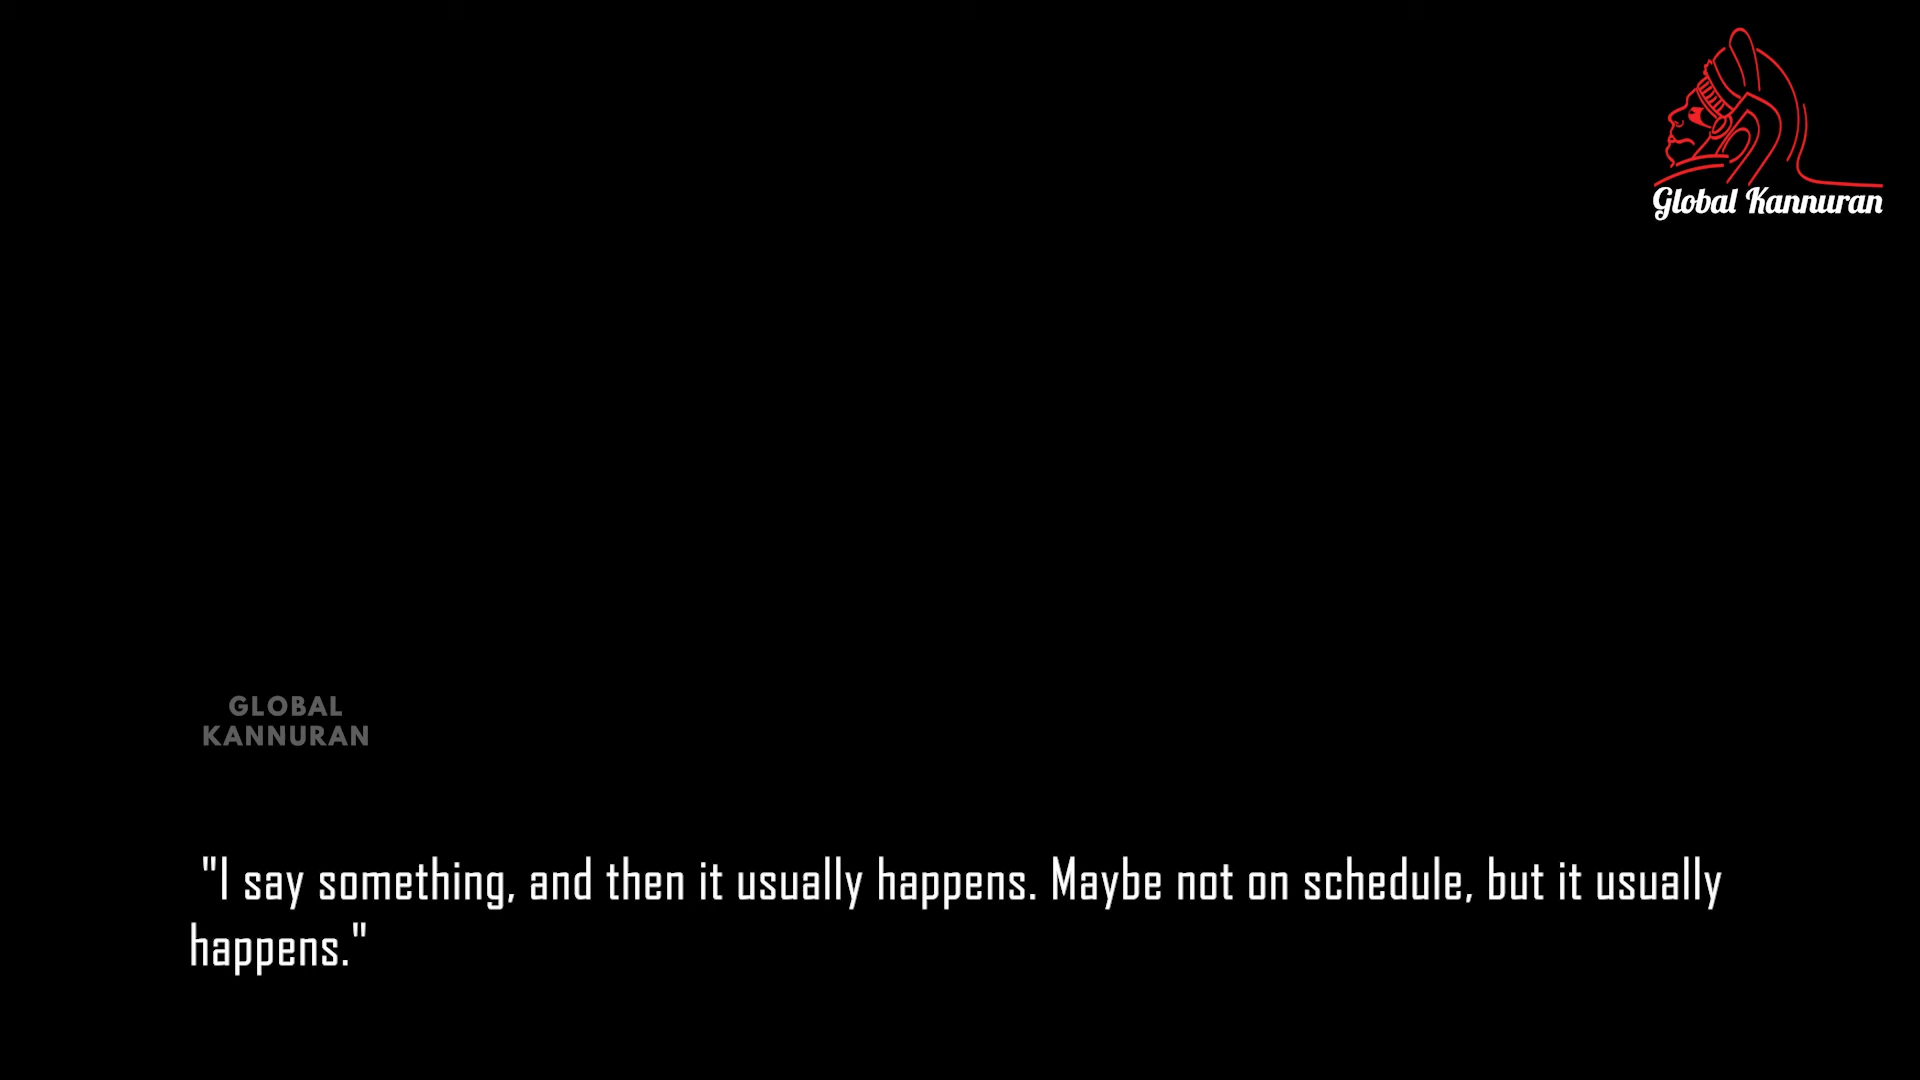 Global Kannuran
GLOBAL
KANNURAN
"I say something, and then it usually happens. Maybe not on schedule, but it usually
happens."